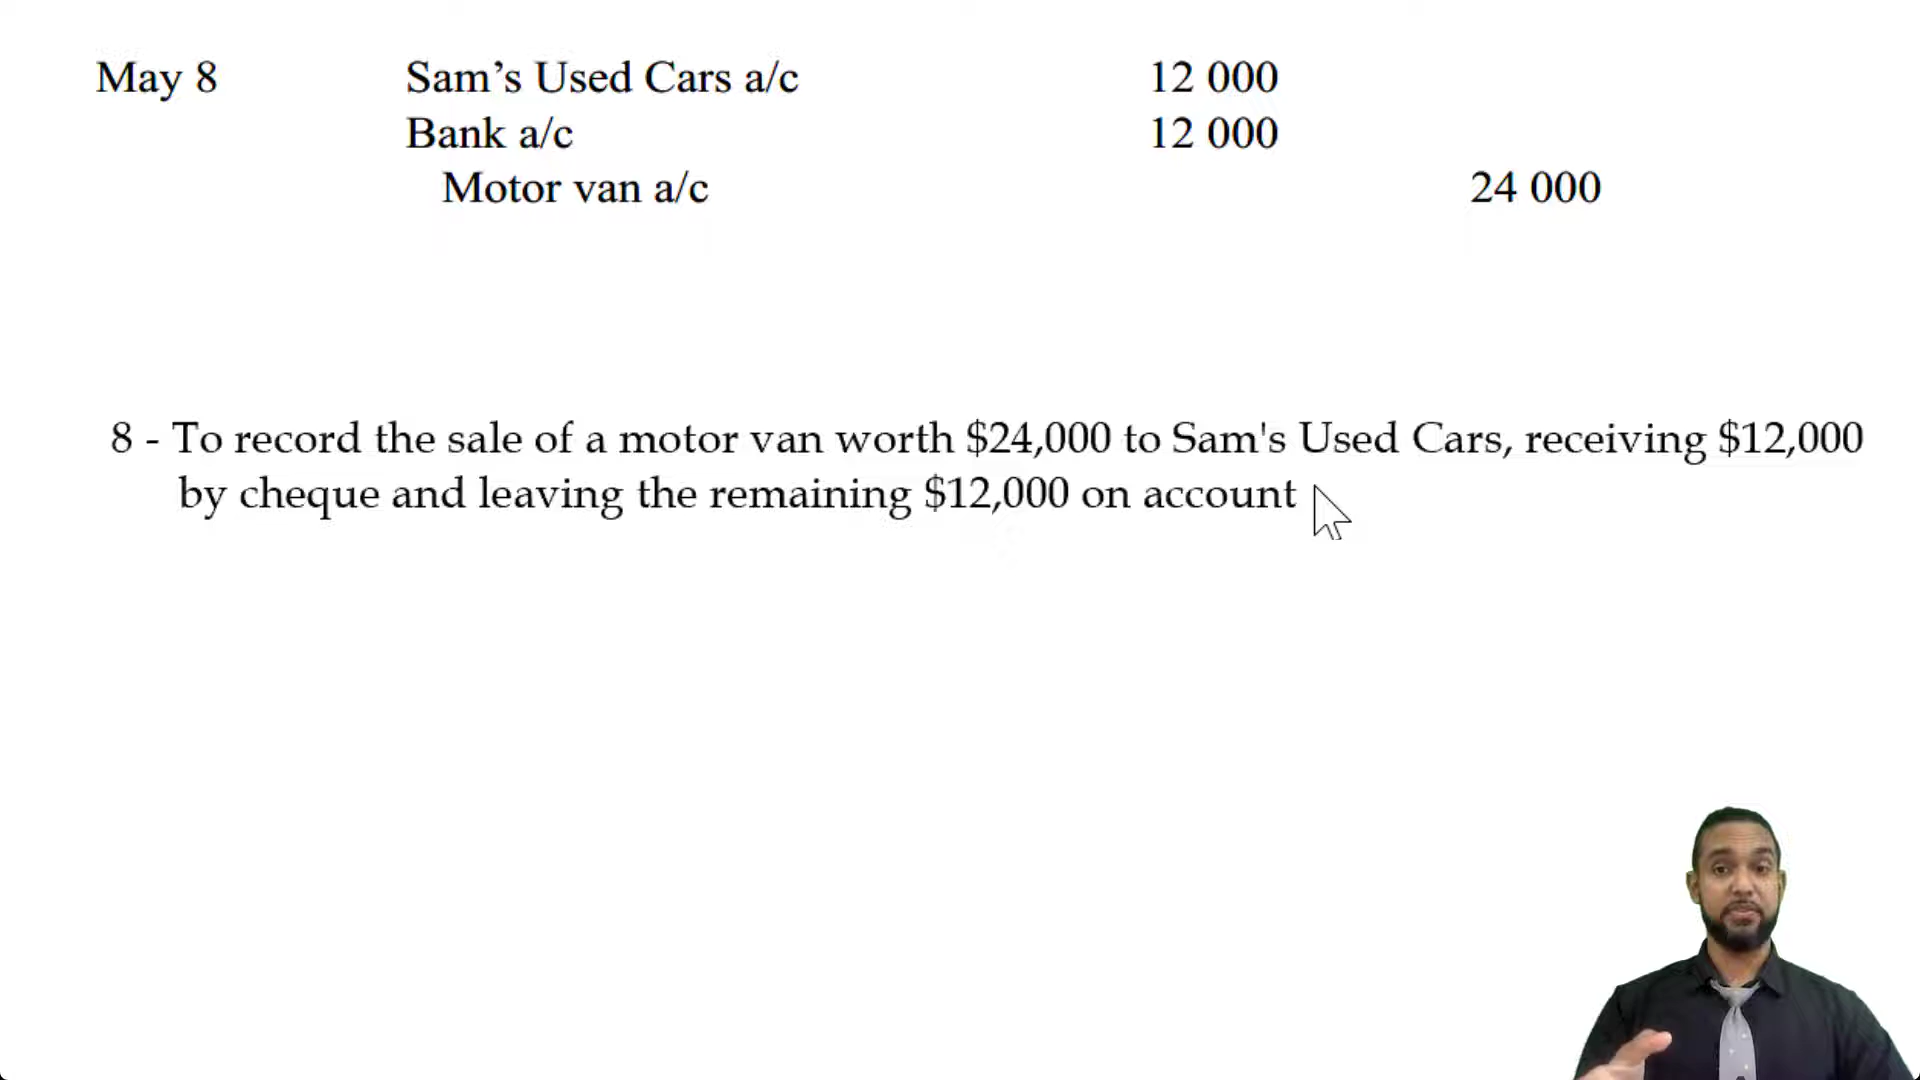 May 8 Sam’s Used Cars a/c 12 000
Bank a/c 12 000
Motor van a/c 24 000
8 - To record the sale of a motor van worth $24,000 to Sam's Used Cars, receiving $12,000
by cheque and leaving the remaining $12,000 on account